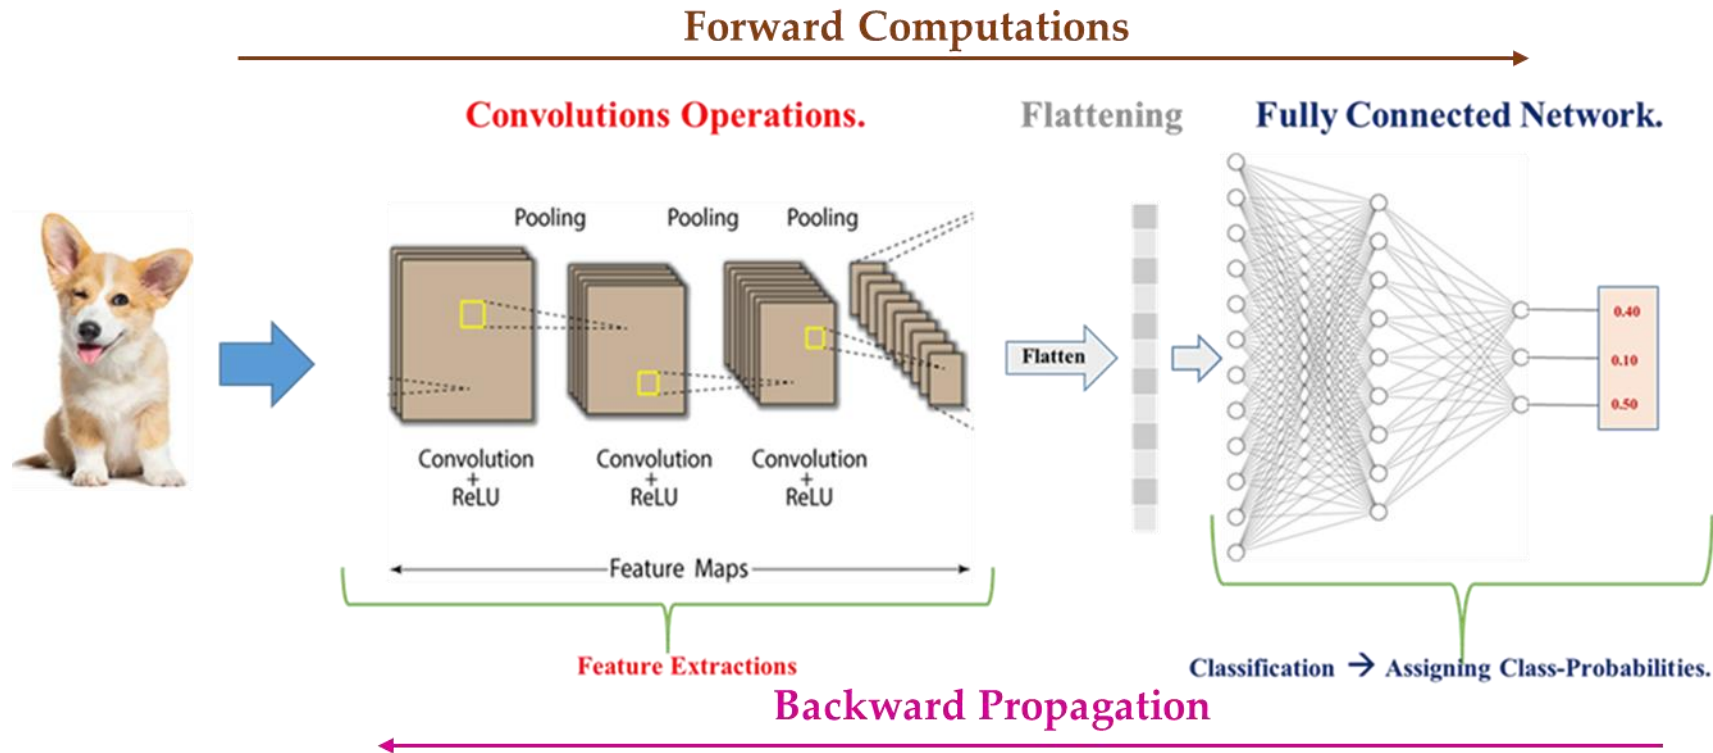 Forward Computations
Convolutions Operations.
Flattening
Fully Connected Network.
Pooling
Pooling
Pooling
Convolution
+
ReLU
Convolution
+
ReLU
Convolution
+
ReLU
Feature Maps
Flatten
0.40
0.10
0.50
Feature Extractions
Classification → Assigning Class-Probabilities.
Backward Propagation